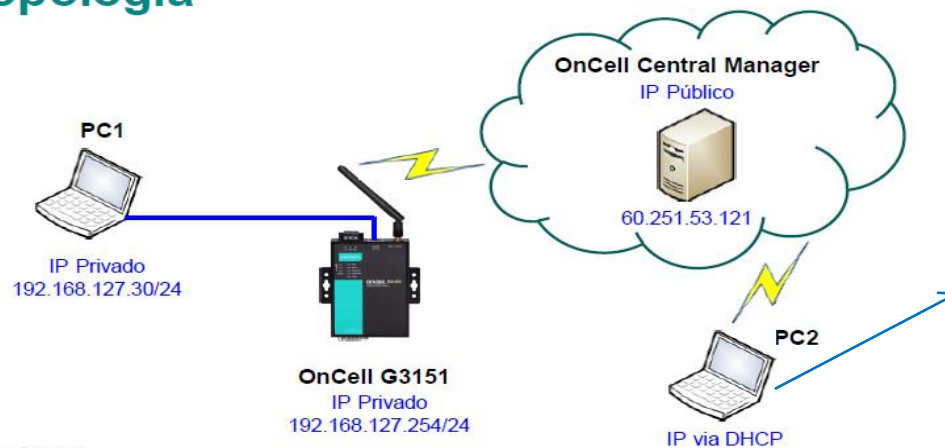 OnCell Central Manager
IP Público
60.251.53.121
PC1
IP Privado
192.168.127.30/24
OnCell G3151
IP Privado
192.168.127.254/24
PC2
IP via DHCP